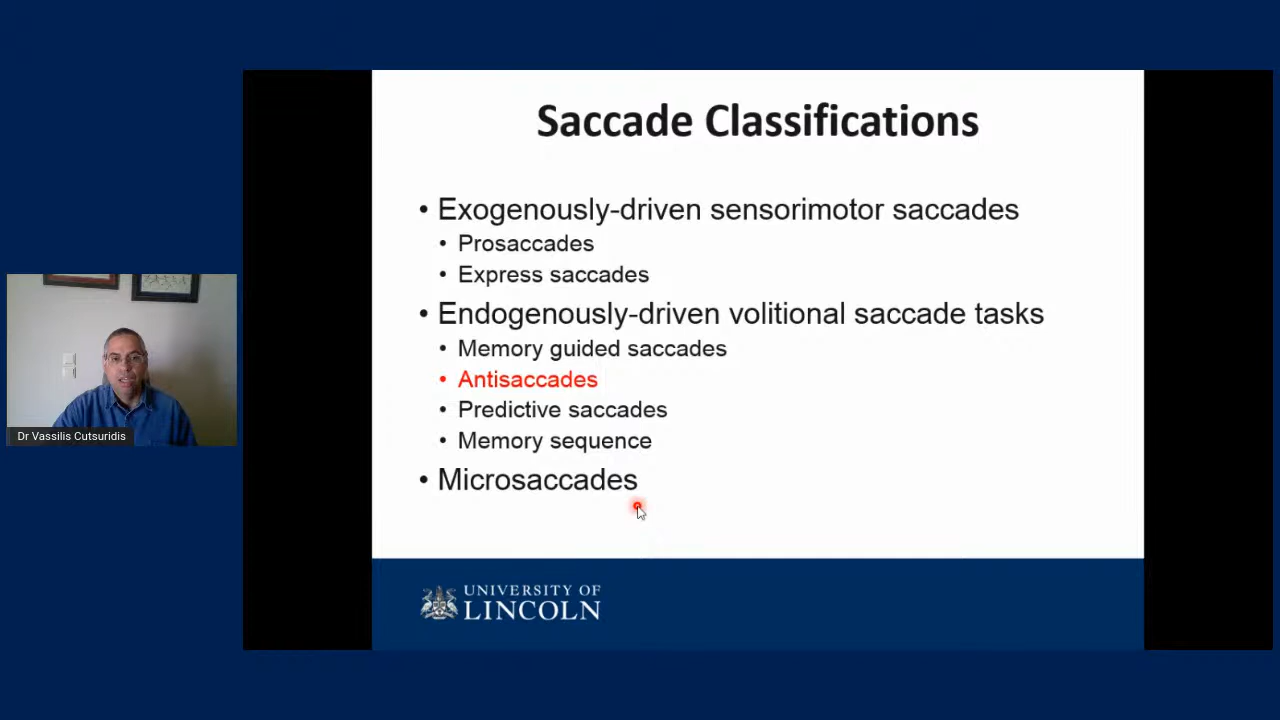 Saccade Classifications
• Exogenously-driven sensorimotor saccades
• Prosaccades
• Express saccades
• Endogenously-driven volitional saccade tasks
• Memory guided saccades
• Antisaccades
• Predictive saccades
• Memory sequence
• Microsaccades
Dr Vassilis Cutsuridis
UNIVERSITY OF
LINCOLN